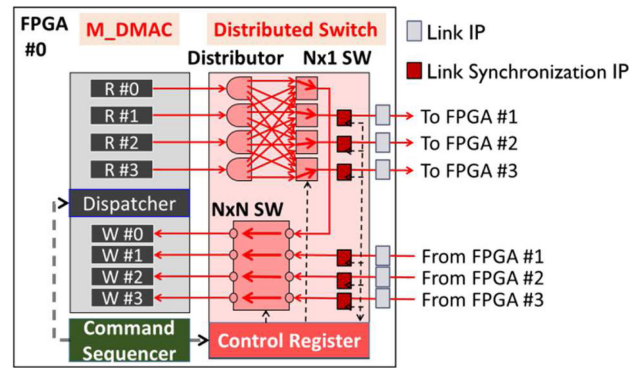 FPGA
#0
M_DMAC
Distributed Switch
Distributor
Nx1 SW
Link IP
Link Synchronization IP
R #0
R #1
R #2
R #3
To FPGA #1
To FPGA #2
To FPGA #3
Dispatcher
NxN SW
W #0
W #1
W #2
W #3
From FPGA #1
From FPGA #2
From FPGA #3
Command
Sequencer
Control Register